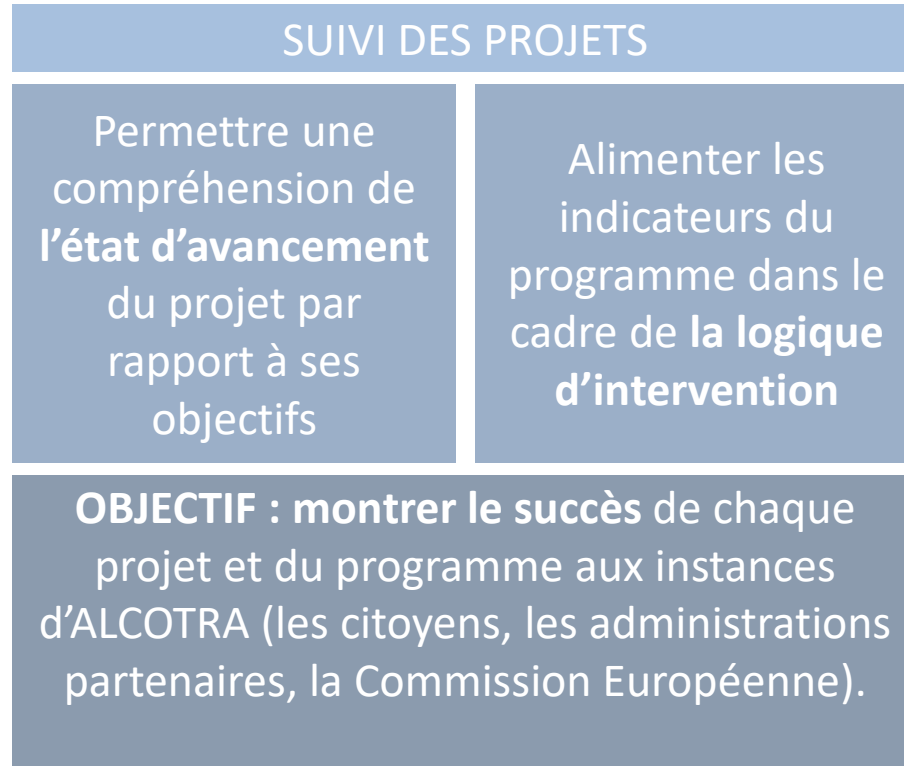 SUIVI DES PROJETS
Permettre une
compréhension de
l’état d’avancement
du projet par
rapport à ses
objectifs
Alimenter les
indicateurs du
programme dans le
cadre de la logique
d’intervention
OBJECTIF : montrer le succès de chaque
projet et du programme aux instances
d’ALCOTRA (les citoyens, les administrations
partenaires, la Commission Européenne).